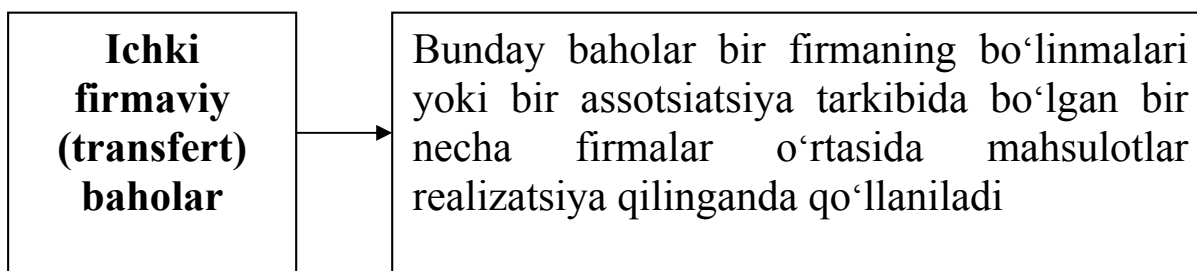 Ichki
firmaviy
(transfert)
baholar
Bunday baholar bir firmaning bo‘linmalari
yoki bir assotsiatsiya tarkibida bo‘lgan bir
necha firmalar o‘rtasida mahsulotlar
realizatsiya qilinganda qo‘llaniladi